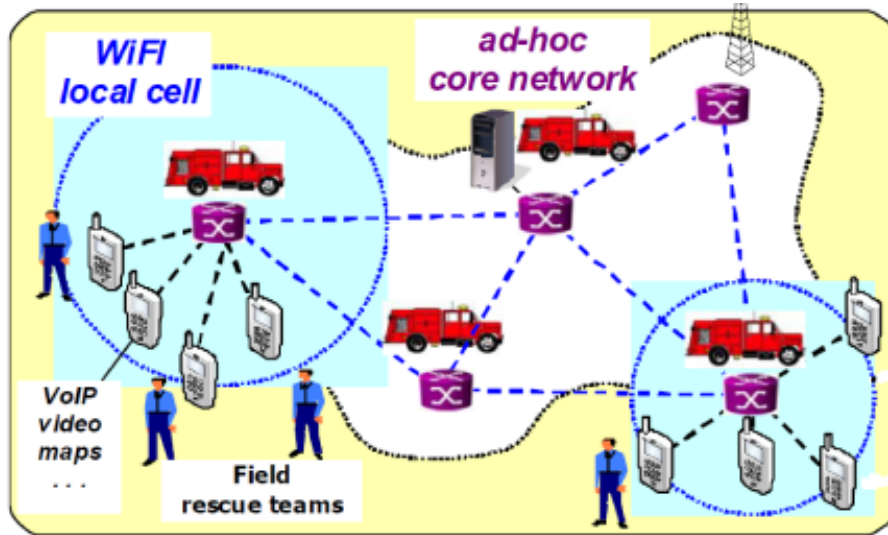 WiFI
local cell
ad-hoc
core network
VoIP
video
maps
. . .
Field
rescue teams